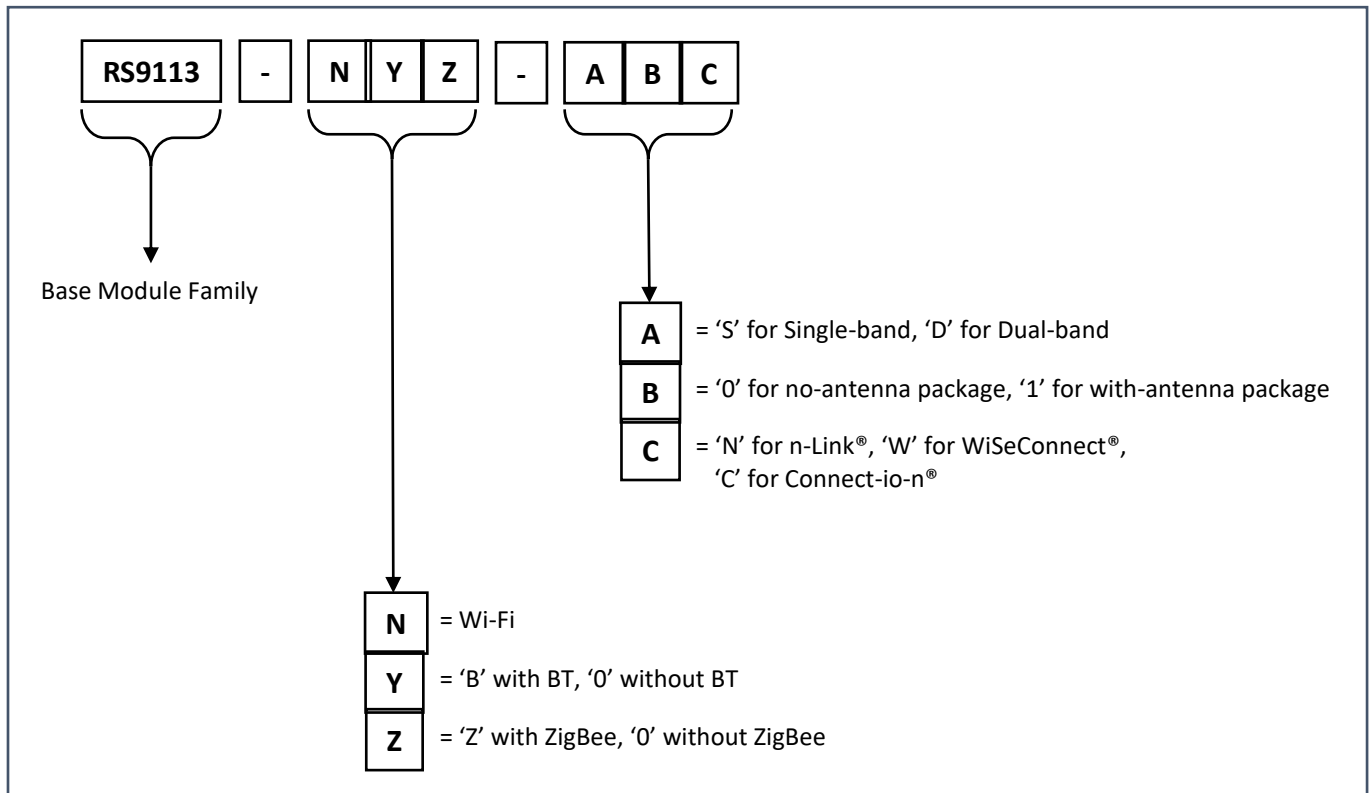 RS9113 - N Y Z - A B C
Base Module Family
A = ‘S’ for Single-band, ‘D’ for Dual-band
B = ‘0’ for no-antenna package, ‘1’ for with-antenna package
C = ‘N’ for n-Link®, ‘W’ for WiSeConnect®,
‘C’ for Connect-io-n®
N = Wi-Fi
Y = ‘B’ with BT, ‘0’ without BT
Z = ‘Z’ with ZigBee, ‘0’ without ZigBee